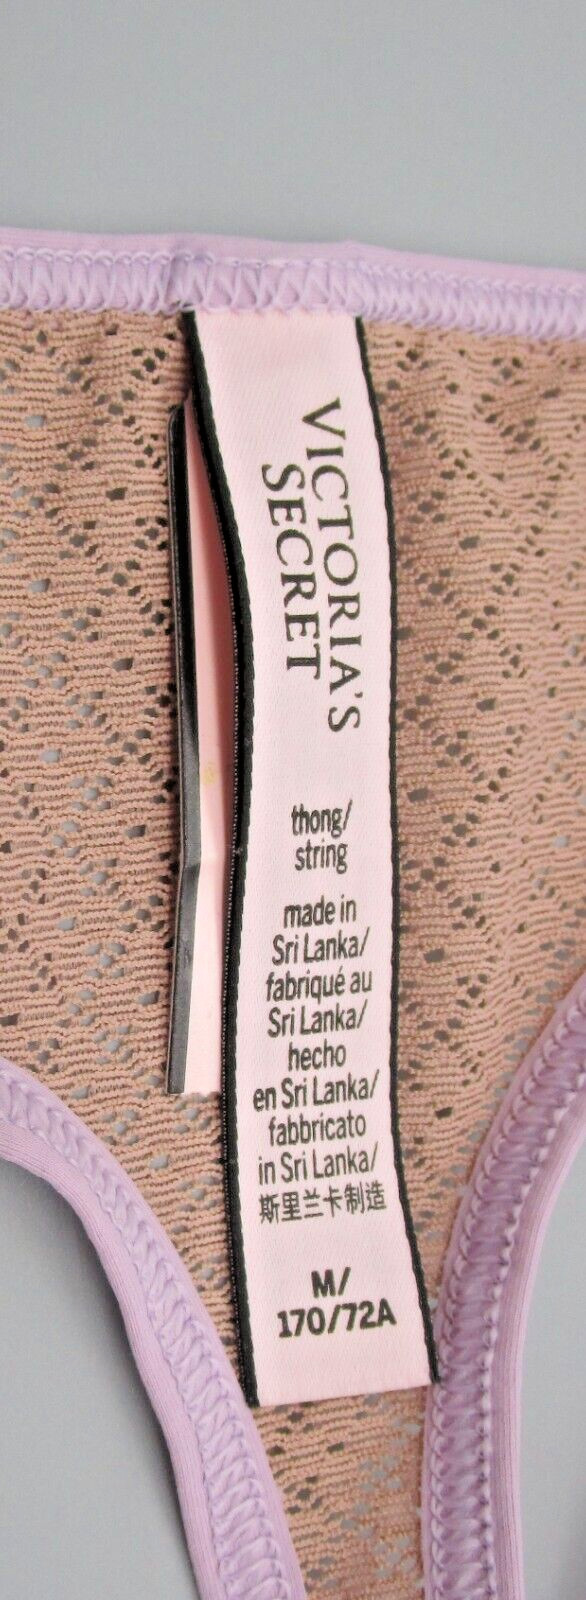 VICTORIA'S
SECRET
thong/
string
made in
Sri Lanka/
fabriqué au
Sri Lanka/
hecho
en Sri Lanka/
fabbricato
in Sri Lanka/
斯里兰卡制造
M/
170/72A